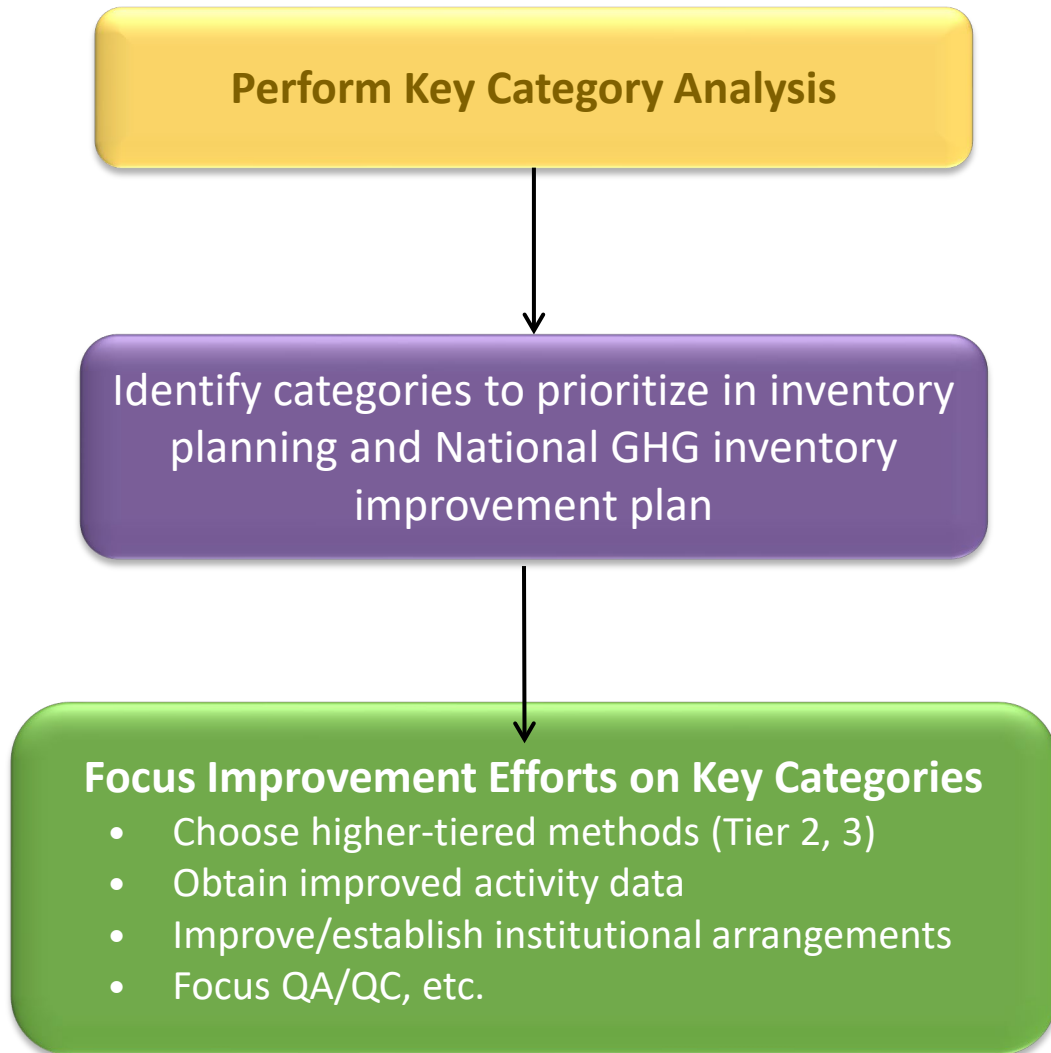 Perform Key Category Analysis
Identify categories to prioritize in inventory
planning and National GHG inventory
improvement plan
Focus Improvement Efforts on Key Categories
• Choose higher-tiered methods (Tier 2, 3)
• Obtain improved activity data
• Improve/establish institutional arrangements
• Focus QA/QC, etc.